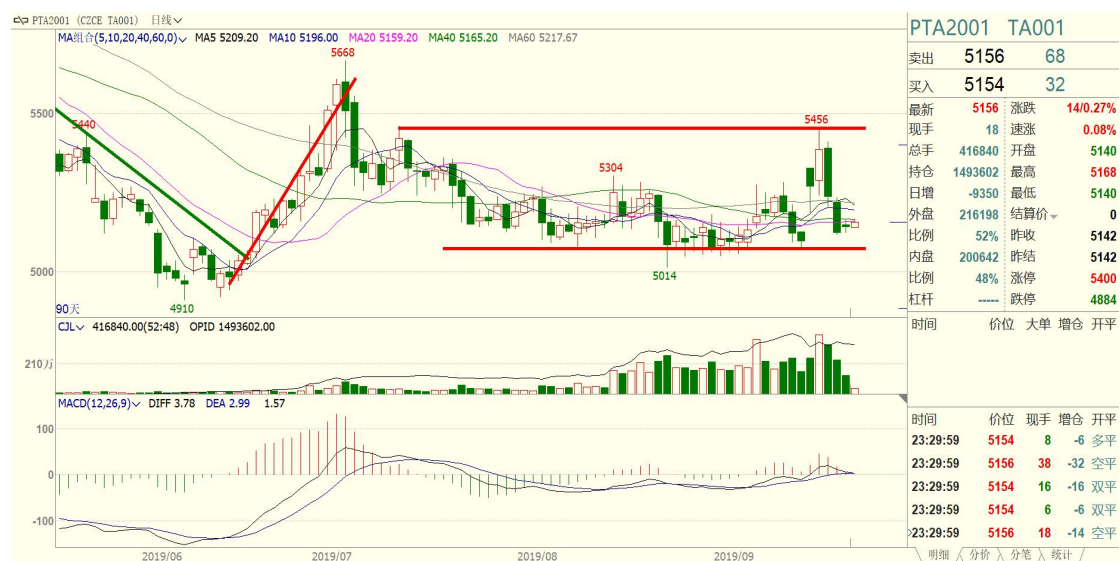 PTA2001 (CZCE TA001) 日线
MA组合(5,10,20,40,60,0) MA5 5209.20 MA10 5196.00 MA20 5159.20 MA40 5165.20 MA60 5217.67
5668
5500
5440
5456
5304
5000
5014
4910
90天
CJL 416840.00(52:48) OPID 1493602.00
210万
MACD(12,26,9) DIFF 3.78 DEA 2.99 1.57
100
0
-100
2019/06 2019/07 2019/08 2019/09
PTA2001 TA001
卖出 5156 68
买入 5154 32
最新 5156 涨跌 14/0.27%
现手 18 速涨 0.08%
总手 416840 开盘 5140
持仓 1493602 最高 5168
日增 -9350 最低 5140
外盘 216198 结算价 0
比例 52% 昨收 5142
内盘 200642 昨结 5142
比例 48% 涨停 5400
杠杆 ----- 跌停 4884
时间 价位 大单 增仓 开平
时间 价位 现手 增仓 开平
23:29:59 5154 8 -6 多平
23:29:59 5156 38 -32 空平
23:29:59 5154 16 -16 双平
23:29:59 5154 6 -6 双平
23:29:59 5156 18 -14 空平
明细 分价 分笔 统计